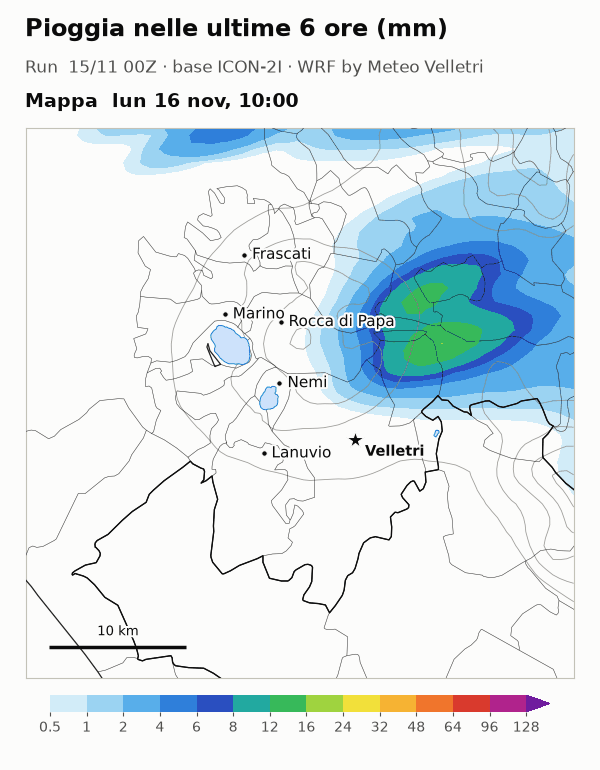 Pioggia nelle ultime 6 ore (mm)
Run 15/11 00Z · base ICON-2I · WRF by Meteo Velletri
Mappa lun 16 nov, 10:00
Frascati
Marino
Rocca di Papa
Nemi
Velletri
Lanuvio
10 km
0.5 1 2 4 6 8 12 16 24 32 48 64 96 128